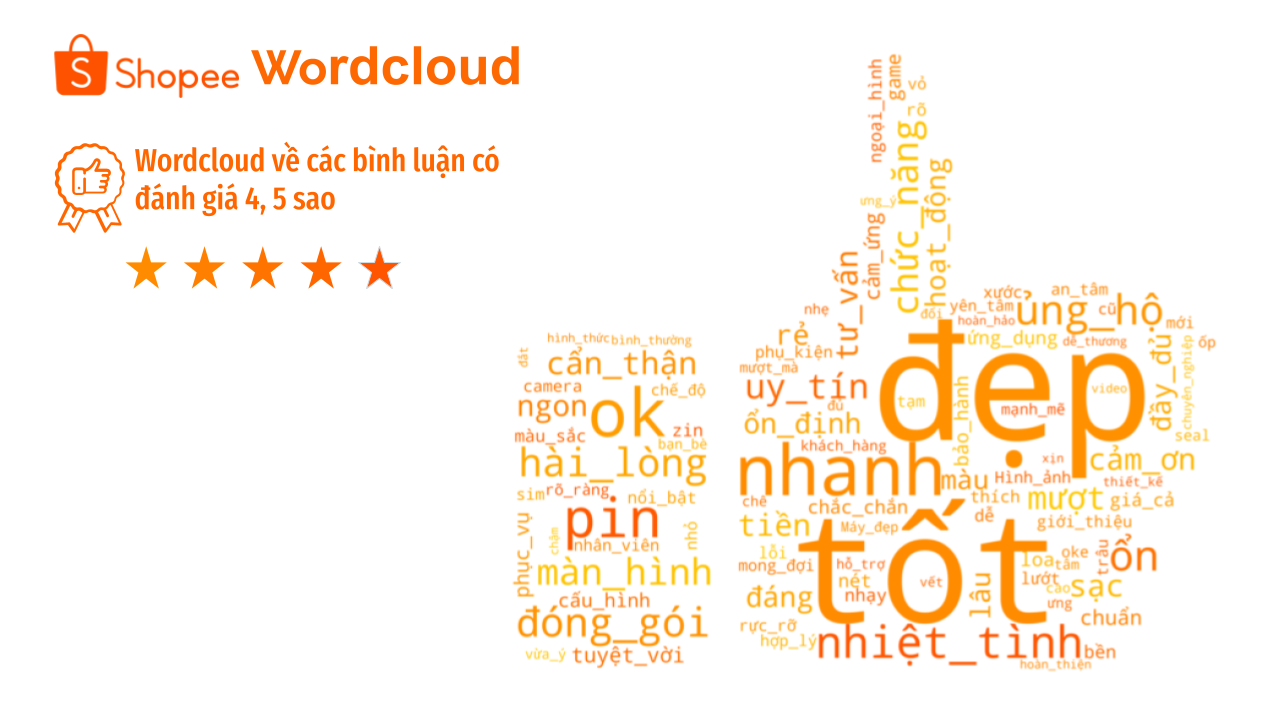 Shopee Wordcloud
Wordcloud về các bình luận có
đánh giá 4, 5 sao
ngoại_hình
game
vỏ
rõ
chức_năng
hoạt_động
ưng_ý
cảm_ứng
tư_vấn
nhẹ
rẻ
phụ_kiện
mượt_mà
uy_tín
đủ
ổn_định
khách_hàng
đổi
xước
an_tâm
yên_tâm
hoàn_hảo
ủng_hộ
cũ
mới
ứng_dụng
dễ_thương
đầy_đủ
chuyên_nghiệp
ốp
đẹp
tạm
video
mạnh_mẽ
bảo_hành
seal
cảm_ơn
xịn
nhanh
màu
Hình_ảnh
thiết_kế
chê
chắc_chắn
thích
mượt
giá_cả
dễ
tiền
Máy_đẹp
giới_thiệu
tốt
lỗi
mong_đợi
hỗ_trợ
nét
vết
loa
tầm
oke
trâu
ổn
đáng
nhạy
lâu
lướt
cao
sạc
ưng
chuẩn
rực_rỡ
hợp_lý
nhiệt_tình
bền
hoàn_thiện
hình_thức
bình_thường
đắt
cẩn_thận
camera
chế_độ
ngon
ok
màu_sắc
zin
bạn_bè
hài_lòng
sim
rõ_ràng
nổi_bật
pin
phục_vụ
chậm
nhân_viên
nhỏ
màn_hình
cấu_hình
đóng_gói
vừa_ý
tuyệt_vời